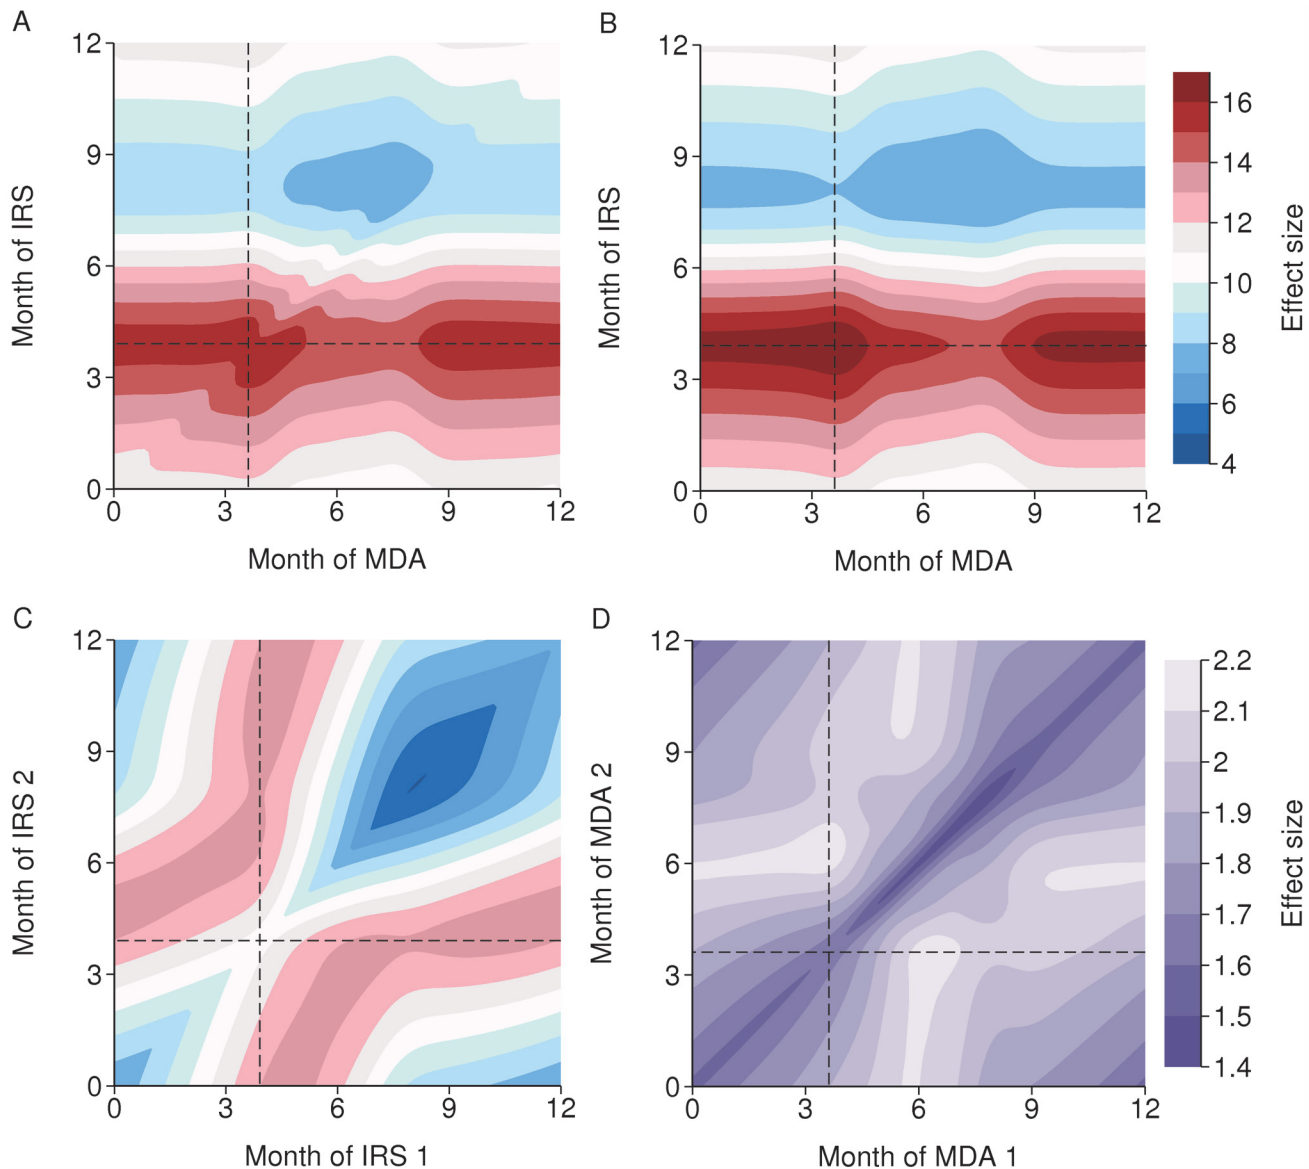 A
B
12
9
6
3
0
0 3 6 9 12
Month of IRS
Month of MDA
12
9
6
3
0
0 3 6 9 12
Month of IRS
Month of MDA
16
14
12
10
8
6
4
Effect size
C
D
12
9
6
3
0
0 3 6 9 12
Month of IRS 2
Month of IRS 1
12
9
6
3
0
0 3 6 9 12
Month of MDA 2
Month of MDA 1
2.2
2.1
2
1.9
1.8
1.7
1.6
1.5
1.4
Effect size